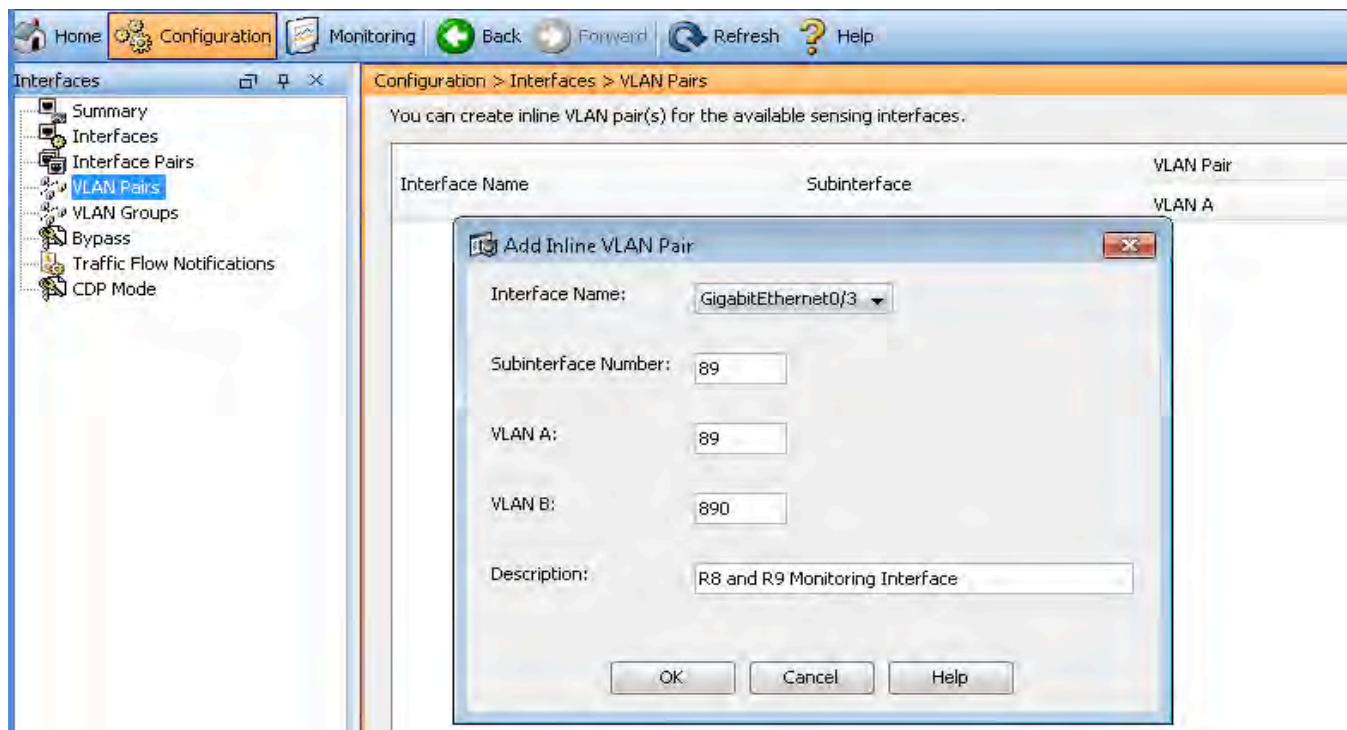 Home Configuration Monitoring Back Forward Refresh Help
Interfaces
Summary
Interfaces
Interface Pairs
VLAN Pairs
VLAN Groups
Bypass
Traffic Flow Notifications
CDP Mode
Configuration > Interfaces > VLAN Pairs
You can create inline VLAN pair(s) for the available sensing interfaces.
Interface Name Subinterface VLAN Pair
VLAN A
Add Inline VLAN Pair
Interface Name: GigabitEthernet0/3
Subinterface Number: 89
VLAN A: 89
VLAN B: 890
Description: R8 and R9 Monitoring Interface
OK Cancel Help